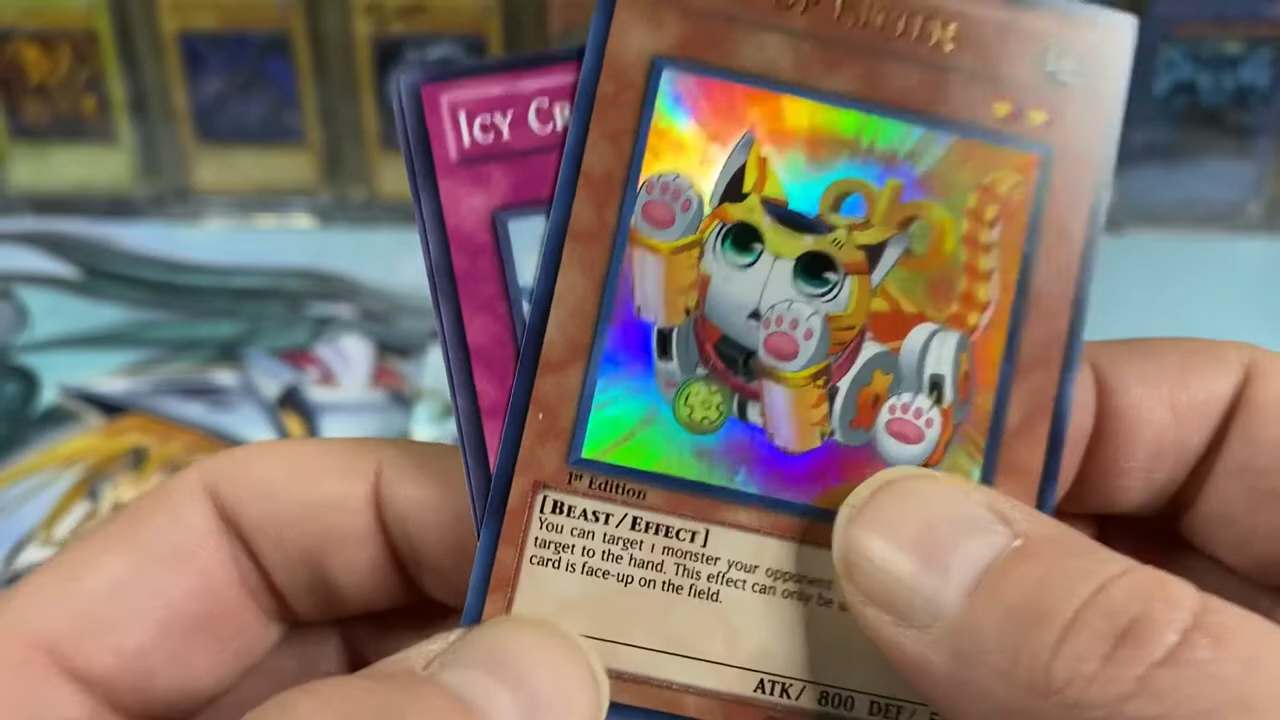 ICY CR
1st Edition
[BEAST/EFFECT]
You can target 1 monster your opponent
target to the hand. This effect can only be
card is face-up on the field.
ATK/ 800 DEF/